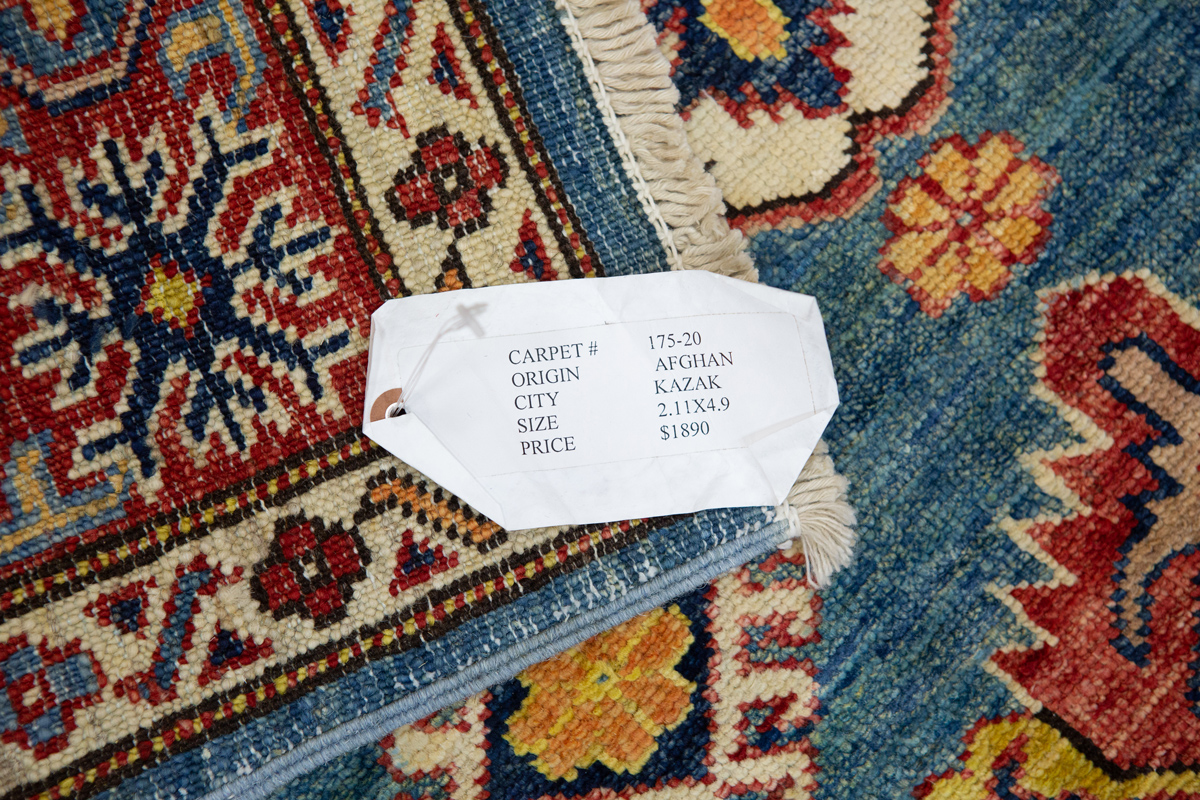 CARPET # 175-20
ORIGIN AFGHAN
CITY KAZAK
SIZE 2.11X4.9
PRICE $1890